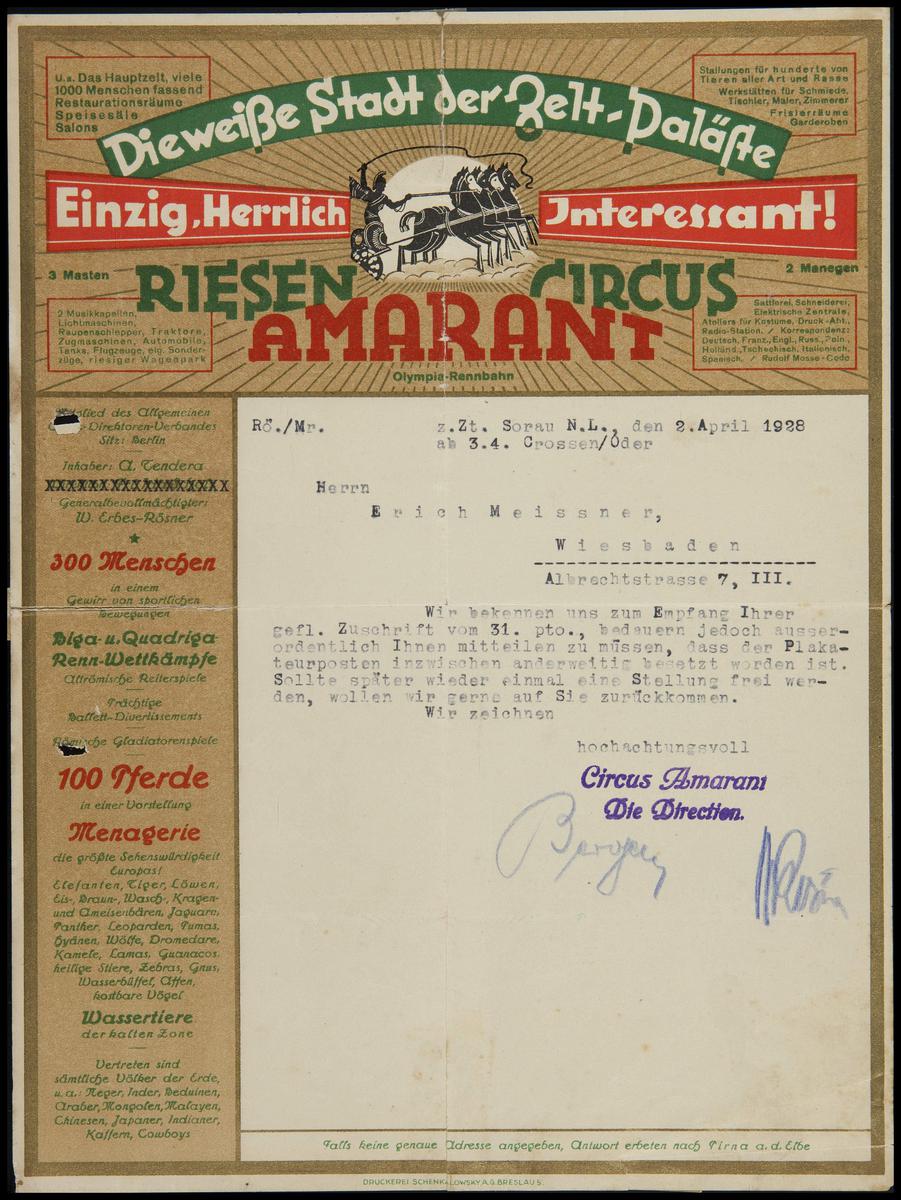 u.a. Das Hauptzelt, viele
1000 Menschen fassend
Restaurationsräume
Speisesäle
Salons
Stallungen für hunderte von
Tieren aller Art und Rasse
Werkstätten für Schmiede,
Tischler, Maler, Zimmerer
Frisierräume
Garderoben
Die weiße Stadt der Zelt-Paläste
Einzig, Herrlich Interessant!
3 Masten
2 Manegen
RIESEN CIRCUS
AMARANT
Olympia-Rennbahn
2 Musikkapellen,
Lichtmaschinen,
Raupenschlepper, Traktore,
Zugmaschinen, Automobile,
Tanks, Flugzeuge, eig. Sonder-
züge, riesiger Wagenpark
Sattlerei, Schneiderei,
Elektrische Zentrale,
Ateliers für Kostüme, Druck-Abt.,
Radio-Station. / Korrespondenz:
Deutsch, Franz., Engl., Russ., Poln.,
Holländ., Tschechisch, Italienisch,
Spanisch. / Rudolf Mosse-Code
des Allgemeinen
Direktoren-Verbandes
Sitz: Berlin
Inhaber: A. Tendera
XXXXXXXXXXXXXXXXXX
Generalbevollmächtigter:
W. Erbes-Rösner
300 Menschen
in einem
Gewirr von sportlichen
Bewegungen
Biga- u. Quadriga
Renn-Wettkämpfe
Altrömische Reiterspiele
Prächtige
Ballett-Divertissements
Römische Gladiatorenspiele
100 Pferde
in einer Vorstellung
Menagerie
die größte Sehenswürdigkeit
Europas!
Elefanten, Tiger, Löwen,
Eis-, Braun-, Wasch-, Kragen-
und Ameisenbären, Jaguare,
Panther, Leoparden, Pumas,
Hyänen, Wölfe, Dromedare,
Kamele, Lamas, Guanacos,
heilige Stiere, Zebras, Gnus,
Wasserbüffel, Affen,
kostbare Vögel
Wassertiere
der kalten Zone
Vertreten sind
sämtliche Völker der Erde,
u. a.: Neger, Inder, Beduinen,
Araber, Mongolen, Malayen,
Chinesen, Japaner, Indianer,
Kaffern, Cowboys
Rö./Mr. z.Zt. Sorau N.L., den 2.April 1928
ab 3.4. Crossen/Oder
Herrn
Erich Meissner,
Wiesbaden
Albrechtstrasse 7, III.
Wir bekennen uns zum Empfang Ihrer
gefl. Zuschrift vom 31. pto., bedauern jedoch ausser-
ordentlich Ihnen mitteilen zu müssen, dass der Plaka-
teurposten inzwischen anderweitig besetzt worden ist.
Sollte später wieder einmal eine Stellung frei wer-
den, wollen wir gerne auf Sie zurückkommen.
Wir zeichnen
hochachtungsvoll
Circus Amarant
Die Direction.
Falls keine genaue Adresse angegeben, Antwort erbeten nach Pirna a. d. Elbe
DRUCKEREI SCHENKALOWSKY A.G. BRESLAU 5.